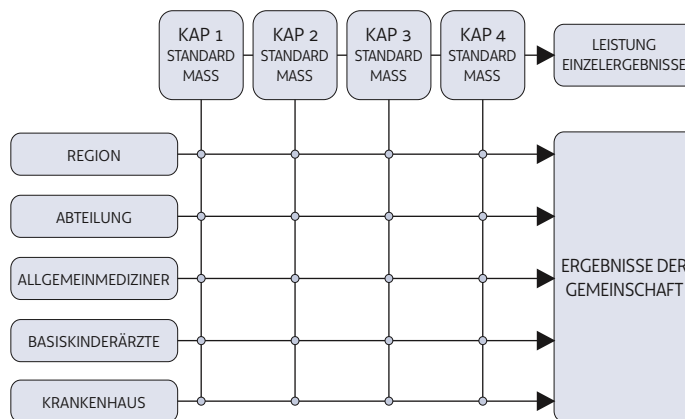 KAP 1
STANDARD
MASS
KAP 2
STANDARD
MASS
KAP 3
STANDARD
MASS
KAP 4
STANDARD
MASS
LEISTUNG
EINZELERGEBNISSE
REGION
ABTEILUNG
ALLGEMEINMEDIZINER
BASISKINDERÄRZTE
KRANKENHAUS
ERGEBNISSE DER
GEMEINSCHAFT